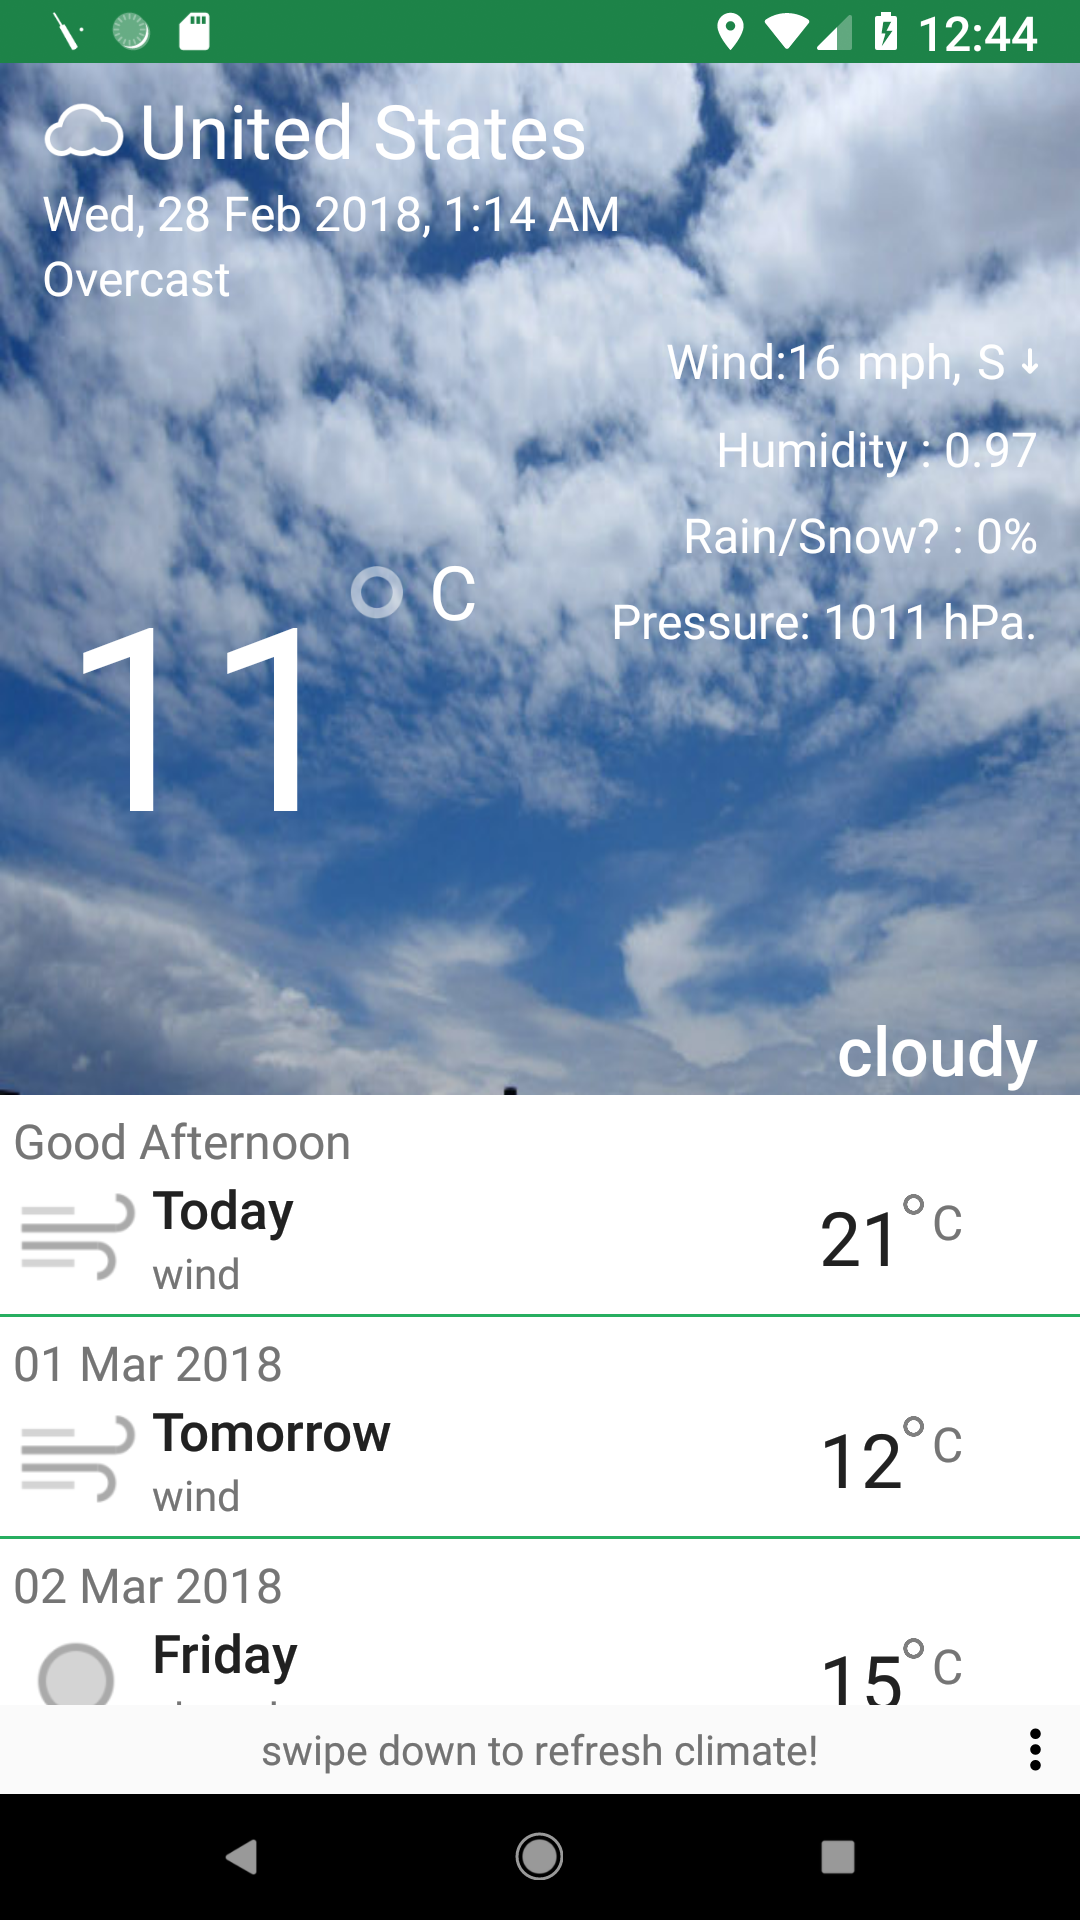 12:44
United States
Wed, 28 Feb 2018, 1:14 AM
Overcast
Wind:16 mph, S ↓
Humidity : 0.97
Rain/Snow? : 0%
Pressure: 1011 hPa.
11 ° C
cloudy
Good Afternoon
Today
21° C
wind
01 Mar 2018
Tomorrow
12° C
wind
02 Mar 2018
Friday
15° C
swipe down to refresh climate!